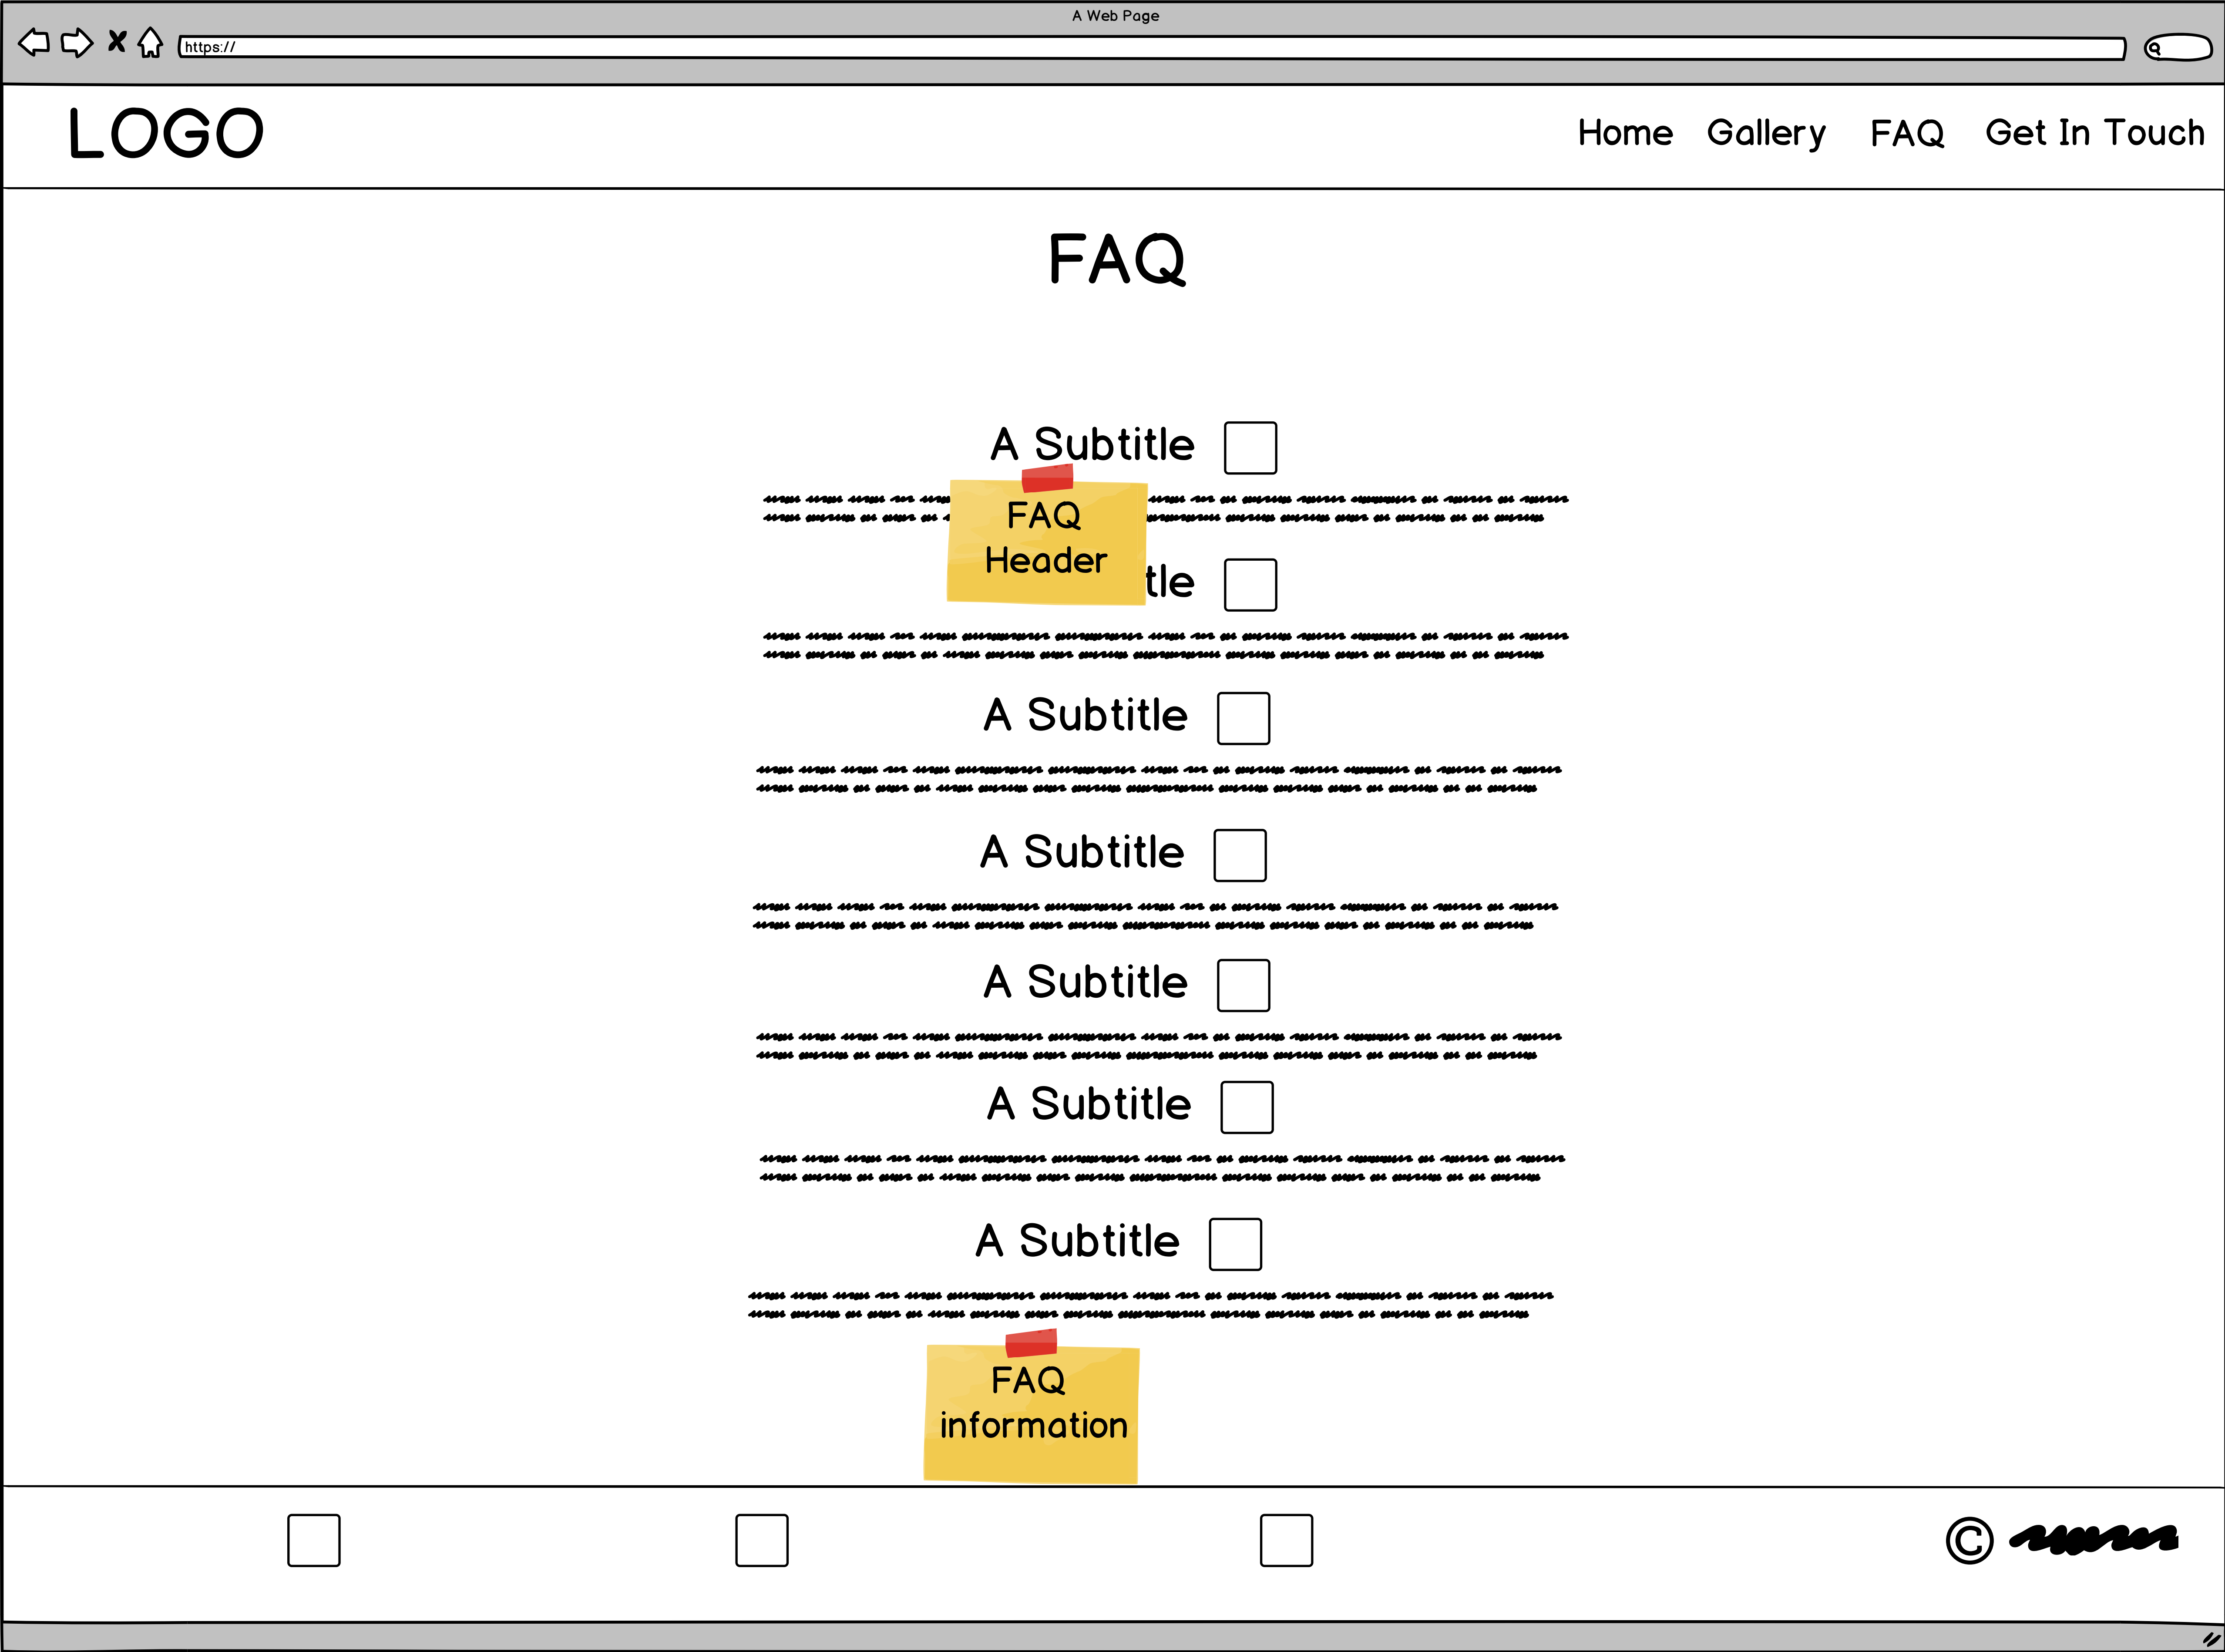 A Web Page
https://
LOGO
Home Gallery FAQ Get In Touch
FAQ
A Subtitle
FAQ
Header
tle
A Subtitle
A Subtitle
A Subtitle
A Subtitle
A Subtitle
FAQ
information
©